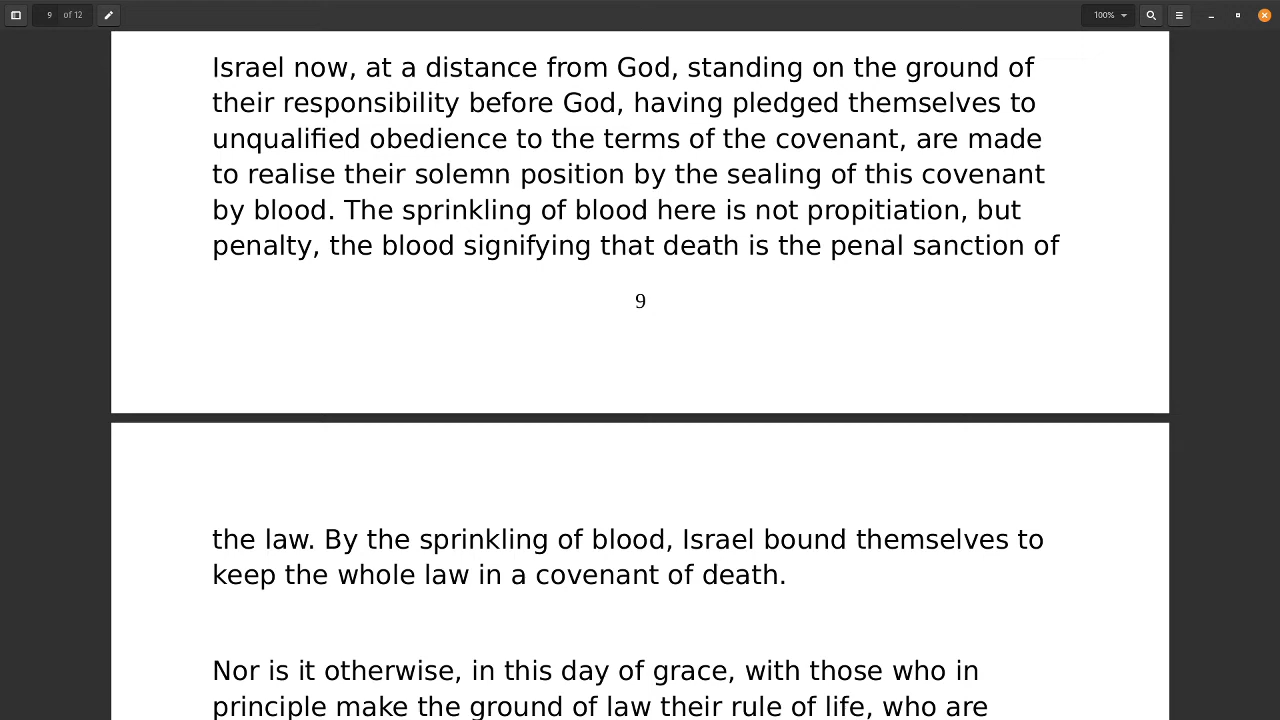 9 of 12
100%
Israel now, at a distance from God, standing on the ground of
their responsibility before God, having pledged themselves to
unqualified obedience to the terms of the covenant, are made
to realise their solemn position by the sealing of this covenant
by blood. The sprinkling of blood here is not propitiation, but
penalty, the blood signifying that death is the penal sanction of
9
the law. By the sprinkling of blood, Israel bound themselves to
keep the whole law in a covenant of death.
Nor is it otherwise, in this day of grace, with those who in
principle make the ground of law their rule of life, who are